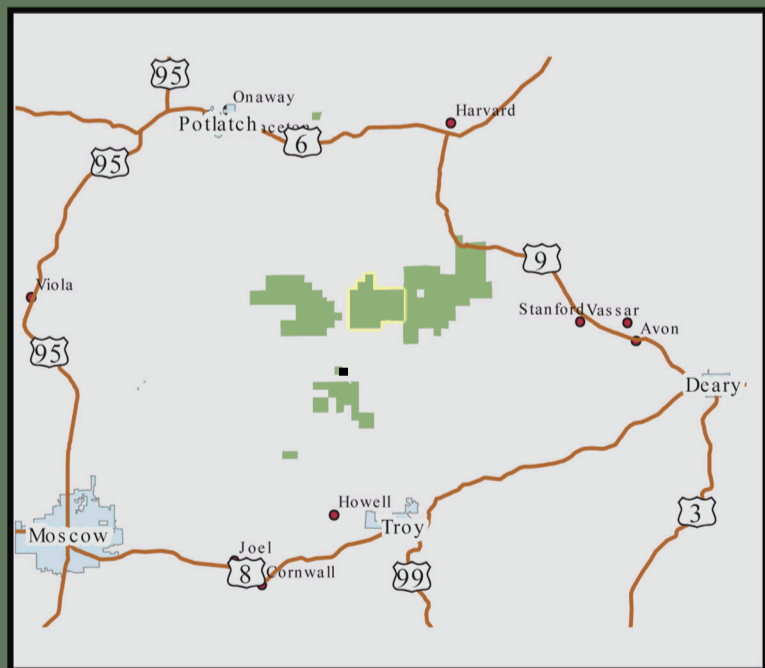 95
Onaway
Potlatch
Harvard
6
95
9
Viola
Stanford Vassar
Avon
95
Deary
Howell
3
Troy
Moscow
Joel
8
Cornwall
99